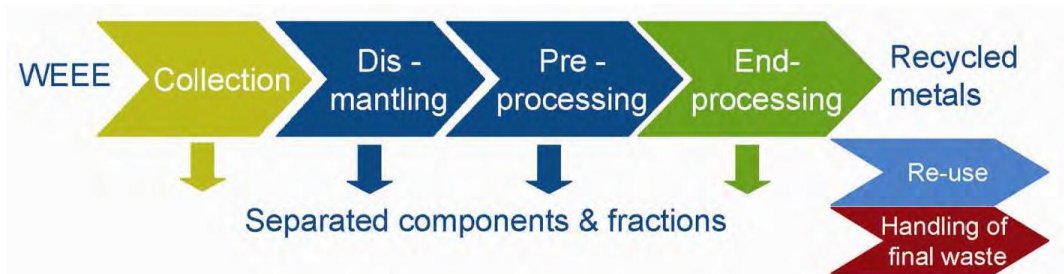 WEEE
Collection
Dis -
mantling
Pre -
processing
End-
processing
Recycled
metals
Separated components & fractions
Re-use
Handling of
final waste